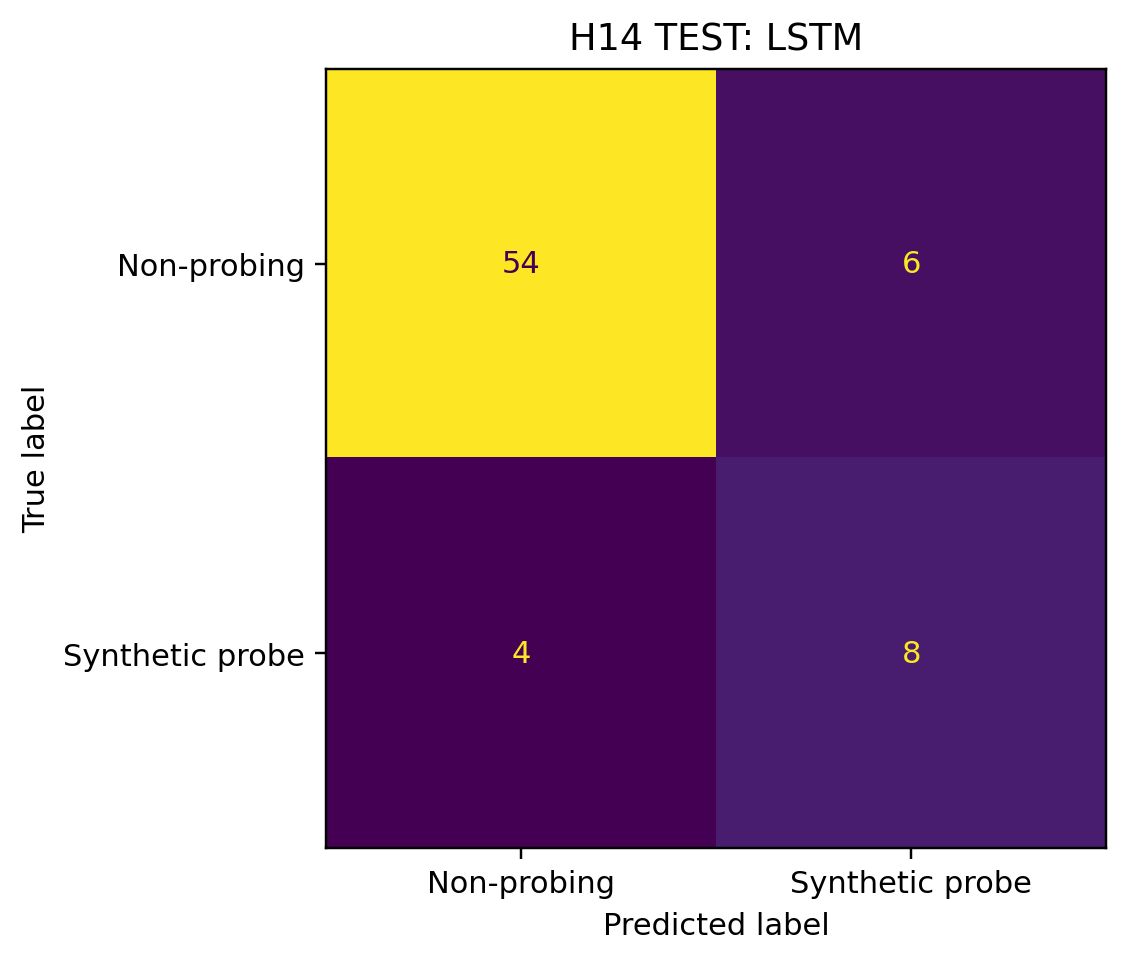 H14 TEST: LSTM
Non-probing
54
6
True label
Synthetic probe
4
8
Non-probing
Synthetic probe
Predicted label